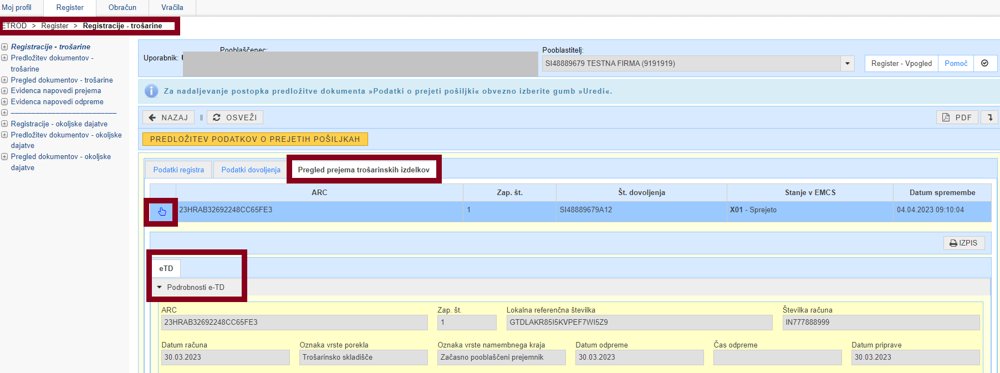 Moj profil Register Obračun Vračila
ETROD > Register > Registracije - trošarine
Registracije - trošarine
Predložitev dokumentov -
trošarine
Pregled dokumentov - trošarine
Evidenca napovedi prejema
Evidenca napovedi odpreme
Registracije - okoljske dajatve
Predložitev dokumentov - okoljske
dajatve
Pregled dokumentov - okoljske
dajatve
Uporabnik:
Pooblaščenec:
Pooblastitelj:
SI48889679 TESTNA FIRMA (9191919)
Register - Vpogled Pomoč
Za nadaljevanje postopka predložitve dokumenta »Podatki o prejeti pošiljki« obvezno izberite gumb »Uredi«.
NAZAJ OSVEŽI PDF
PREDLOŽITEV PODATKOV O PREJETIH POŠILJKAH
Podatki registra Podatki dovoljenja Pregled prejema trošarinskih izdelkov
ARC Zap. št. Št. dovoljenja Stanje v EMCS Datum spremembe
23HRAB32692248CC65FE3 1 SI48889679A12 X01 - Sprejeto 04.04.2023 09:10:04
IZPIS
eTD
Podrobnosti e-TD
ARC Zap. št. Lokalna referenčna številka Številka računa
23HRAB32692248CC65FE3 1 GTDLAKR85I5KVPEF7WI5Z9 IN777888999
Datum računa Oznaka vrste porekla Oznaka vrste namembnega kraja Datum odpreme Čas odpreme Datum priprave
30.03.2023 Trošarinsko skladišče Začasno pooblaščeni prejemnik 30.03.2023 30.03.2023